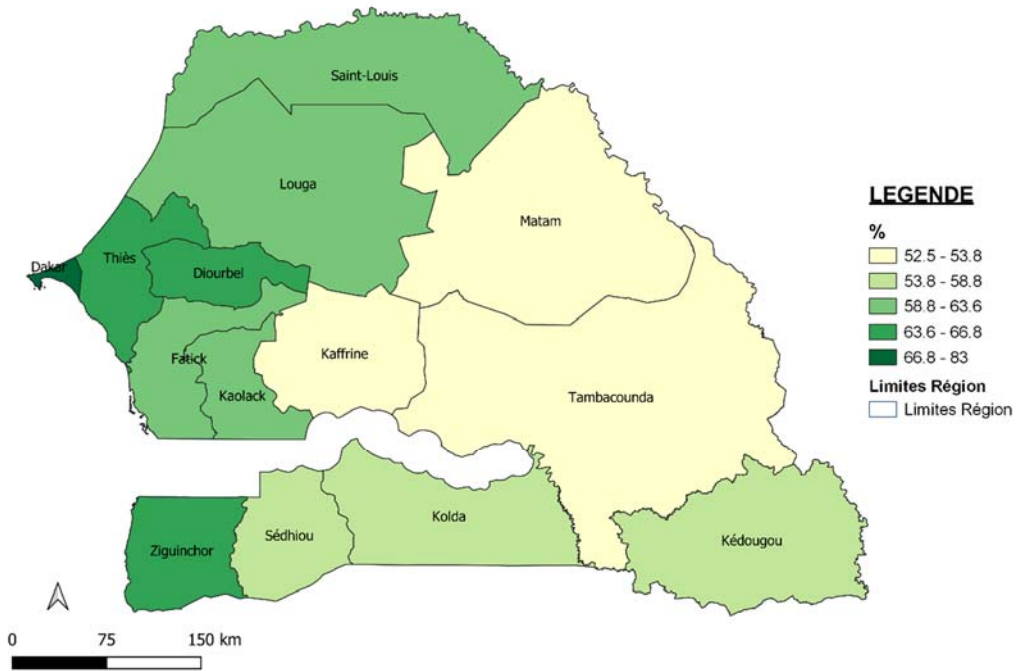 Saint-Louis
Louga
Matam
Thiès
Dakar
Diourbel
Fatick
Kaolack
Kaffrine
Tambacounda
Ziguinchor
Sédhiou
Kolda
Kédougou
LEGENDE
%
52.5 - 53.8
53.8 - 58.8
58.8 - 63.6
63.6 - 66.8
66.8 - 83
Limites Région
Limites Région
0 75 150 km